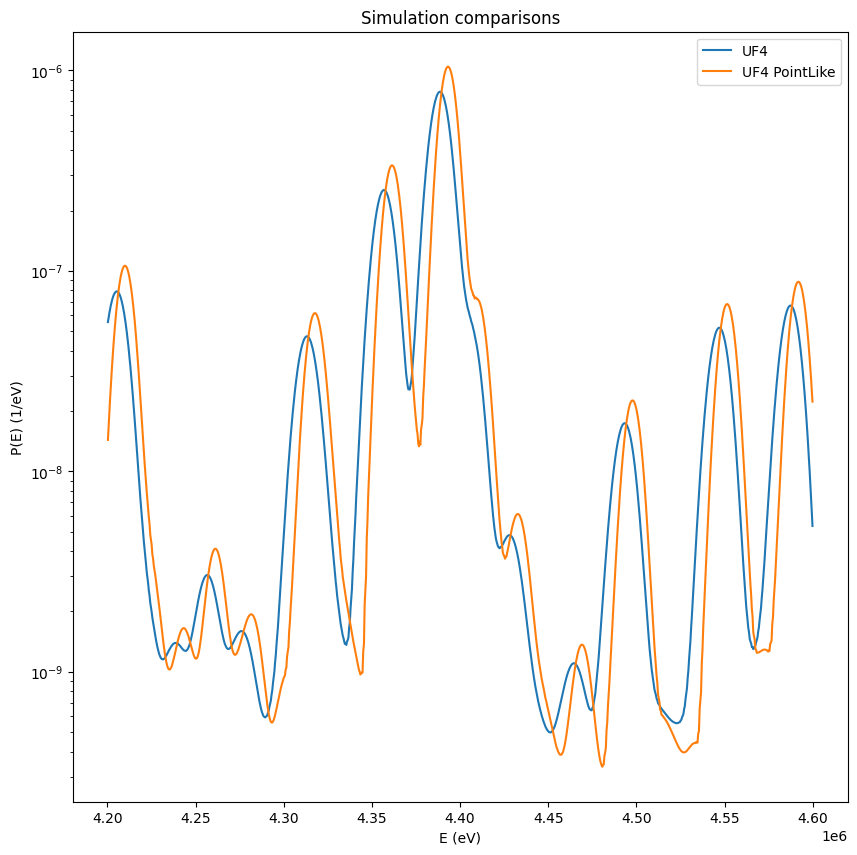 Simulation comparisons
UF4
UF4 PointLike
P(E) (1/eV)
10⁻⁶
10⁻⁷
10⁻⁸
10⁻⁹
4.20 4.25 4.30 4.35 4.40 4.45 4.50 4.55 4.60
1e6
E (eV)